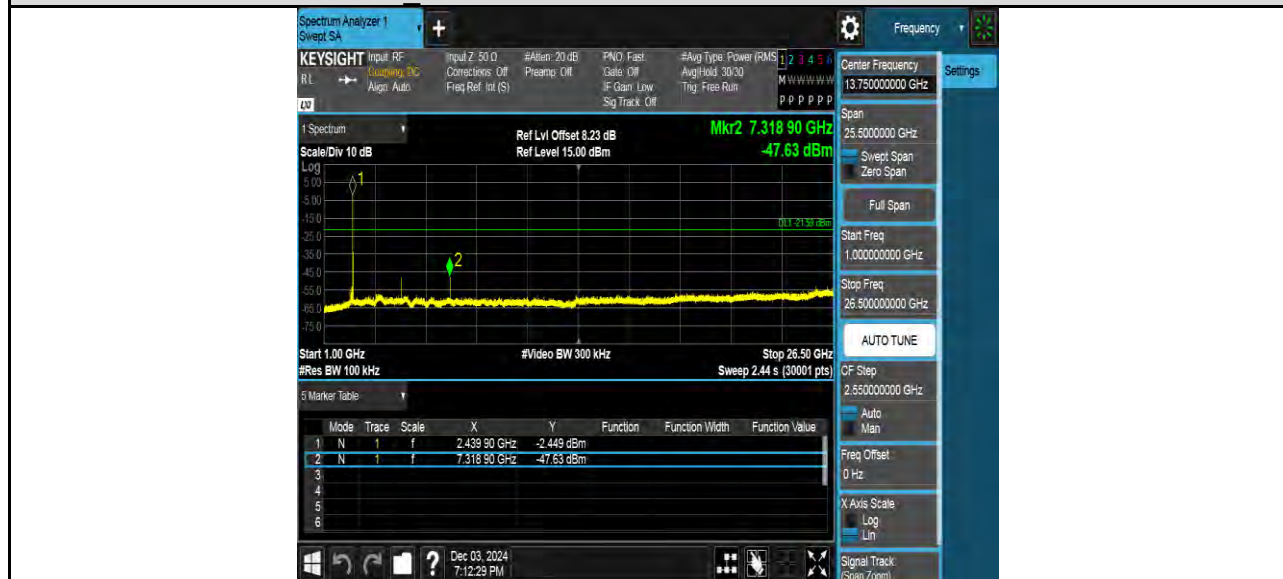 Spectrum Analyzer 1
Swept SA
+
Frequency
KEYSIGHT
RL
Input: RF
Coupling: DC
Align: Auto
Input Z: 50 Ω
Corrections: Off
Freq Ref: Int (S)
#Atten: 20 dB
Preamp: Off
PNO: Fast
Gate: Off
IF Gain: Low
Sig Track: Off
#Avg Type: Power (RMS
Avg|Hold: 30/30
Trig: Free Run
1 2 3 4 5 6
M W W W W W
P P P P P P
1 Spectrum
Scale/Div 10 dB
Ref Lvl Offset 8.23 dB
Ref Level 15.00 dBm
Mkr2 7.318 90 GHz
-47.63 dBm
Log
5.00
-5.00
-15.0
-25.0
-35.0
-45.0
-55.0
-65.0
-75.0
1
2
DL1 -21.59 dBm
Start 1.00 GHz
#Res BW 100 kHz
#Video BW 300 kHz
Stop 26.50 GHz
Sweep 2.44 s (30001 pts)
5 Marker Table
Mode Trace Scale X Y Function Function Width Function Value
1 N 1 f 2.439 90 GHz -2.449 dBm
2 N 1 f 7.318 90 GHz -47.63 dBm
3
4
5
6
?
Dec 03, 2024
7:12:29 PM
Center Frequency
13.750000000 GHz
Span
25.5000000 GHz
Swept Span
Zero Span
Full Span
Start Freq
1.000000000 GHz
Stop Freq
26.500000000 GHz
AUTO TUNE
CF Step
2.550000000 GHz
Auto
Man
Freq Offset
0 Hz
X Axis Scale
Log
Lin
Signal Track
(Span Zoom)
Settings